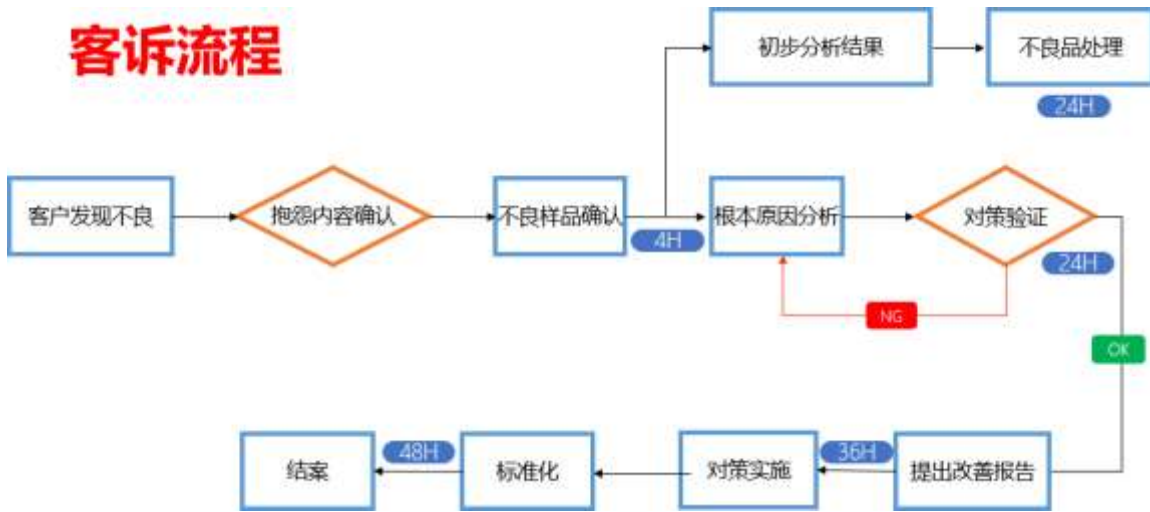 客诉流程
初步分析结果
不良品处理
24H
客户发现不良
抱怨内容确认
不良样品确认
4H
根本原因分析
对策验证
24H
NG
OK
结案
48H
标准化
对策实施
36H
提出改善报告